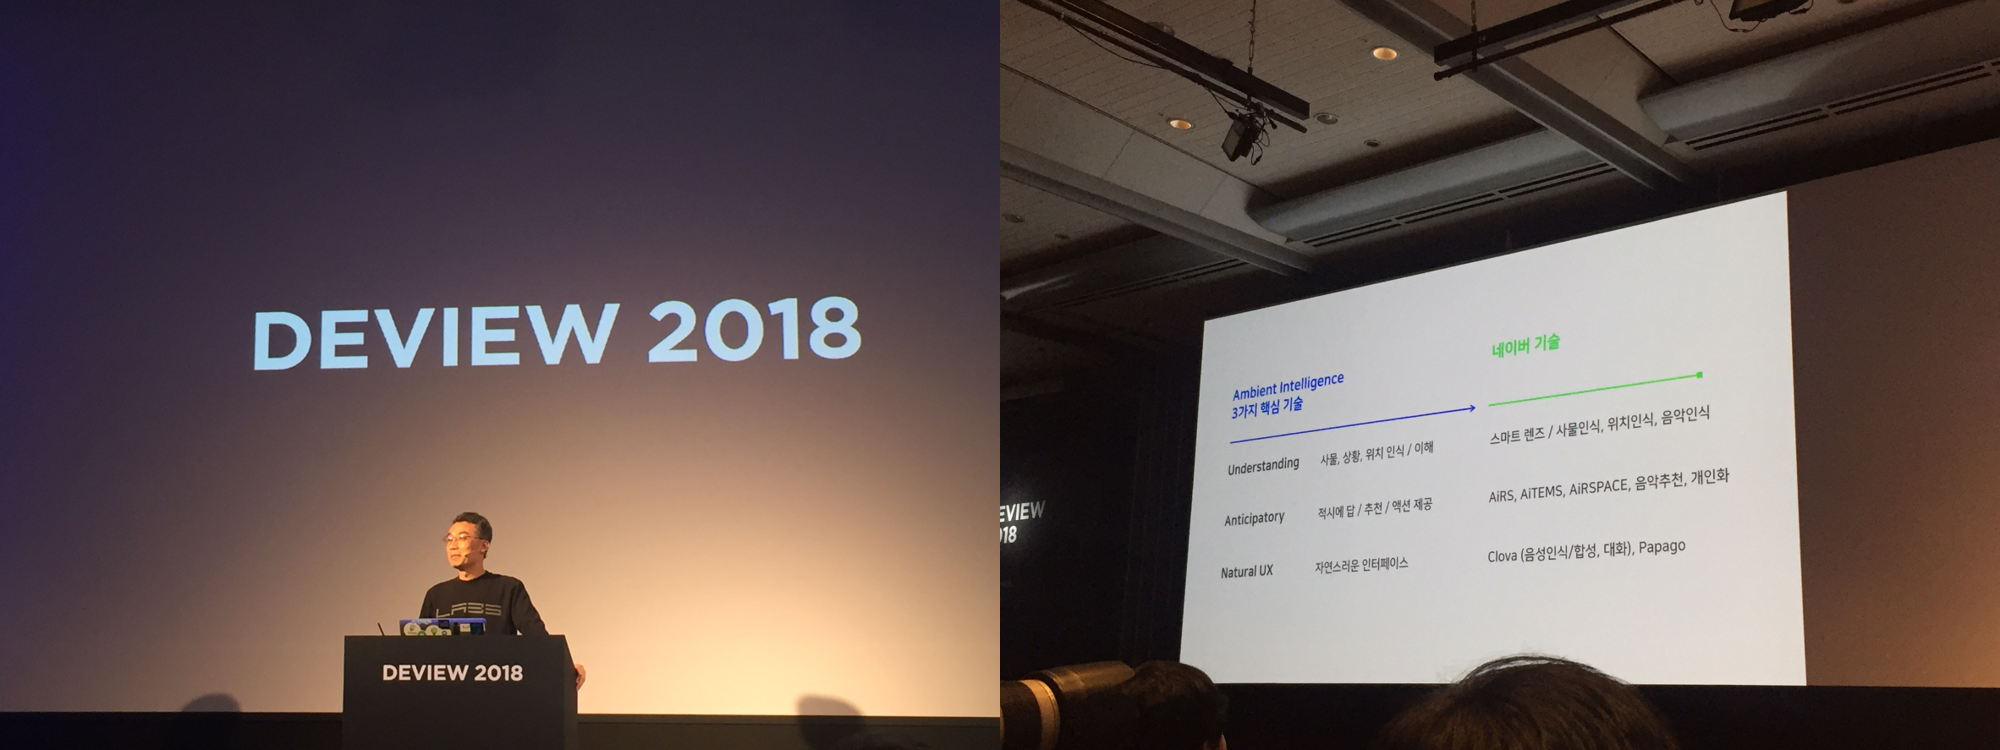 DEVIEW 2018
LABS
DEVIEW 2018
EVIEW
018
네이버 기술
Ambient Intelligence
3가지 핵심 기술
Understanding 사물, 상황, 위치 인식 / 이해 스마트 렌즈 / 사물인식, 위치인식, 음악인식
Anticipatory 적시에 답 / 추천 / 액션 제공 AiRS, AiTEMS, AiRSPACE, 음악추천, 개인화
Natural UX 자연스러운 인터페이스 Clova (음성인식/합성, 대화), Papago